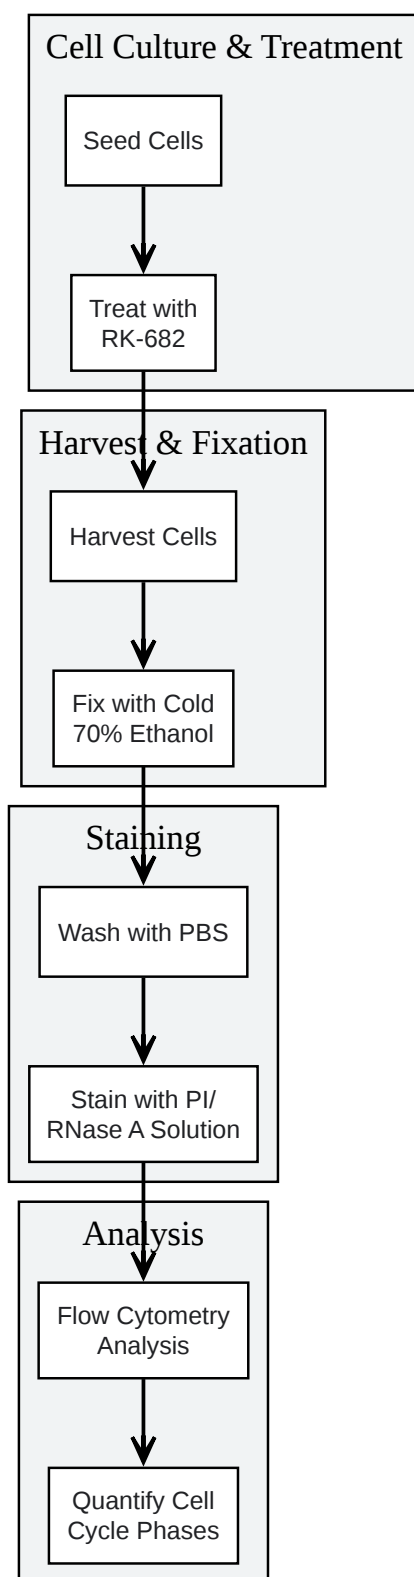 Cell Culture & Treatment
Seed Cells
Treat with
RK-682
Harvest & Fixation
Harvest Cells
Fix with Cold
70% Ethanol
Staining
Wash with PBS
Stain with PI/
RNase A Solution
Analysis
Flow Cytometry
Analysis
Quantify Cell
Cycle Phases